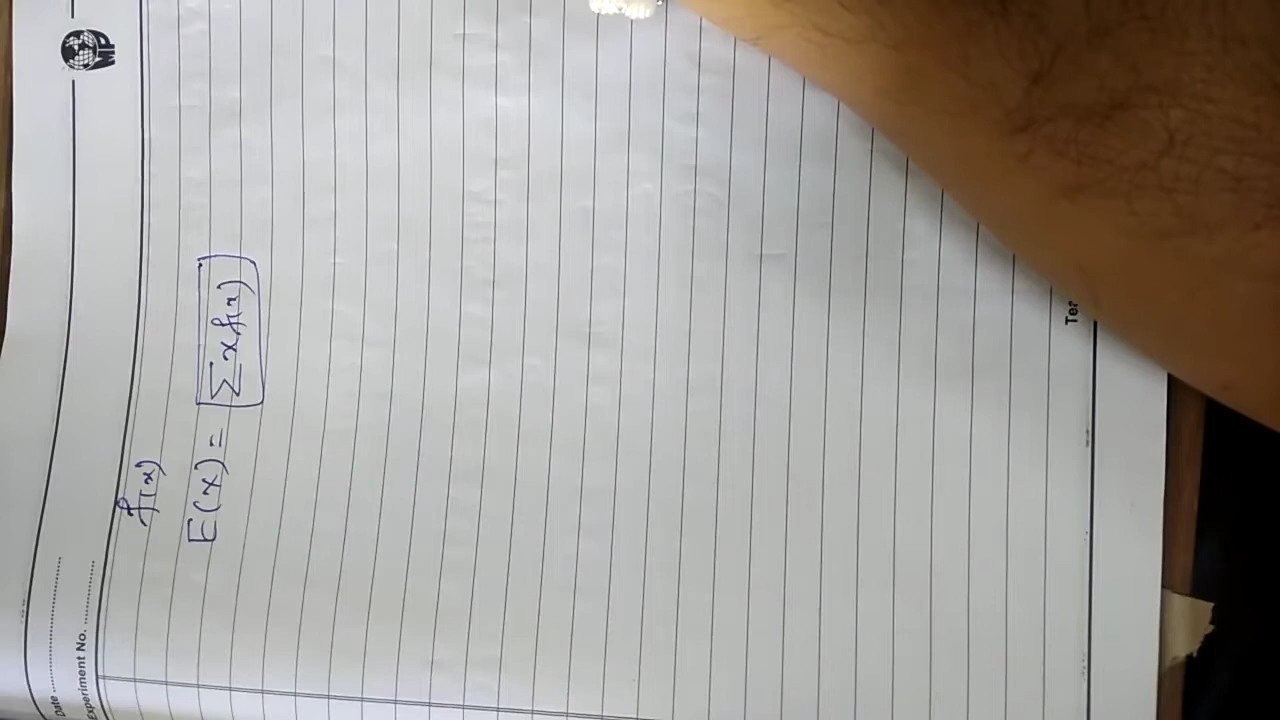 Date ........................
Experiment No. ............
f(x)
E(x) = Σ x f(x)